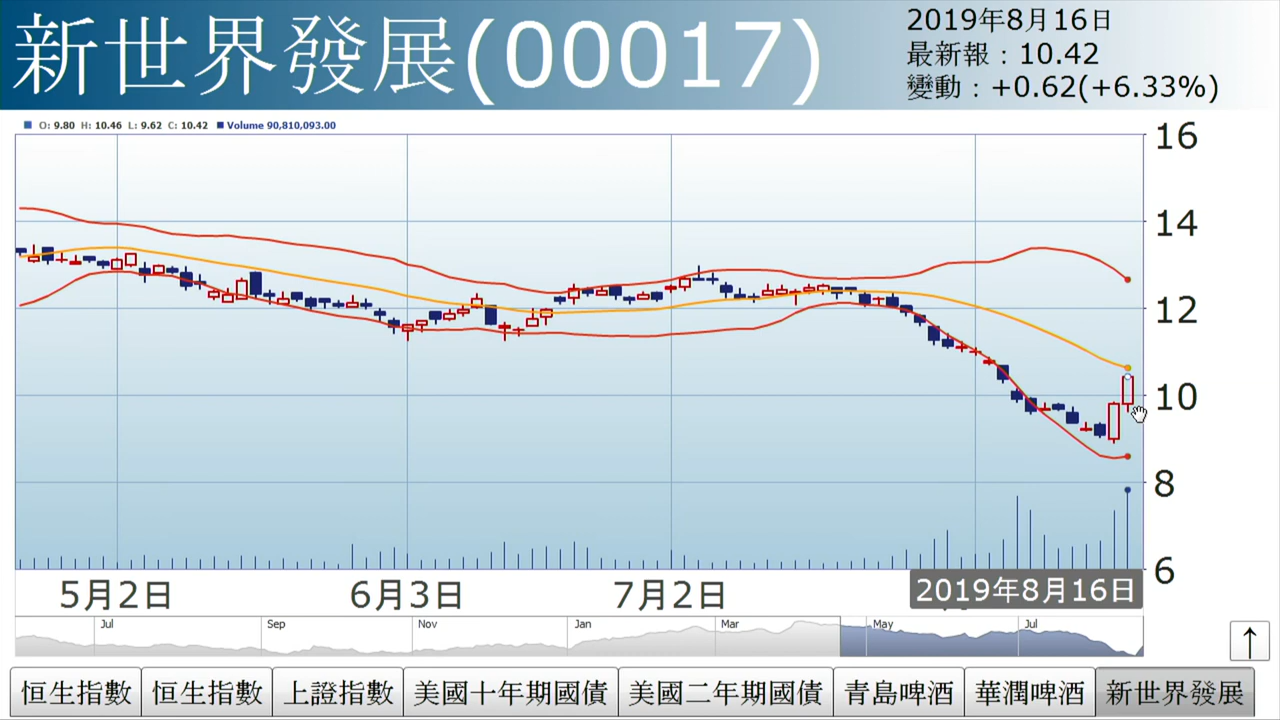 新世界發展(00017)
2019年8月16日
最新報：10.42
變動：+0.62(+6.33%)
O: 9.80 H: 10.46 L: 9.62 C: 10.42 Volume 90,810,093.00
16
14
12
10
8
6
5月2日 6月3日 7月2日 2019年8月16日
Jul Sep Nov Jan Mar May Jul
↑
恒生指數 恒生指數 上證指數 美國十年期國債 美國二年期國債 青島啤酒 華潤啤酒 新世界發展